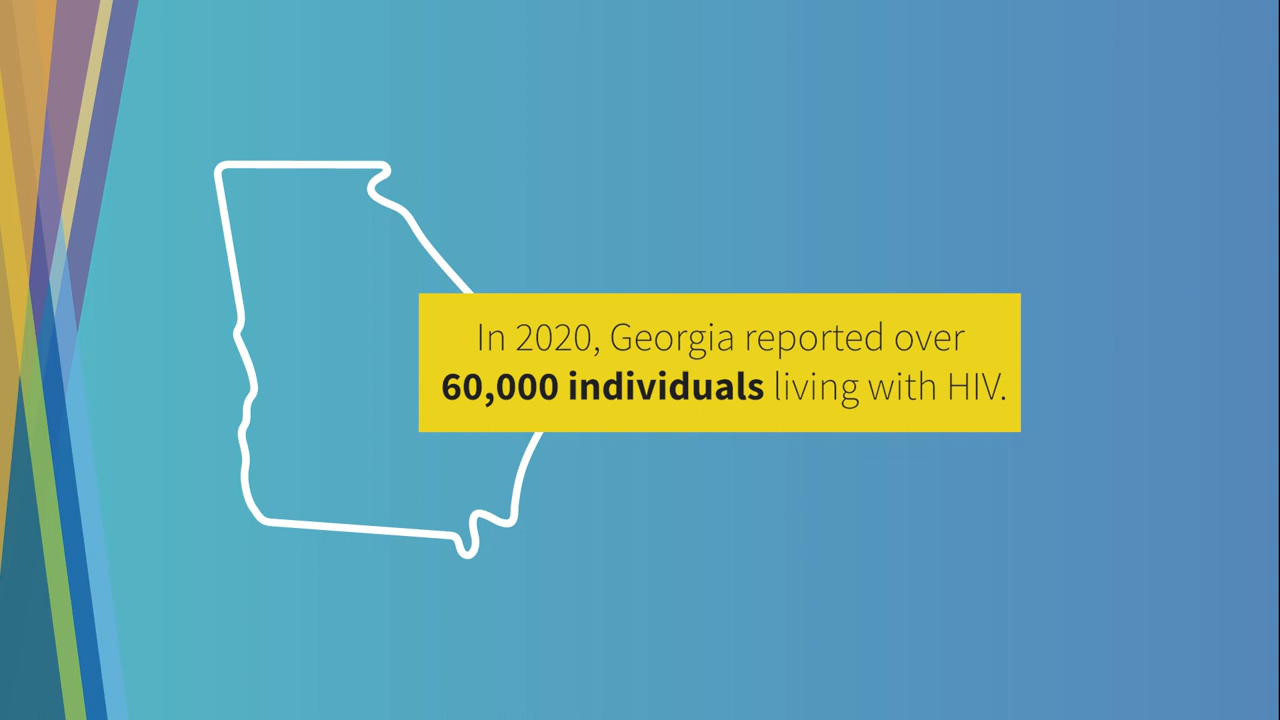 In 2020, Georgia reported over
60,000 individuals living with HIV.